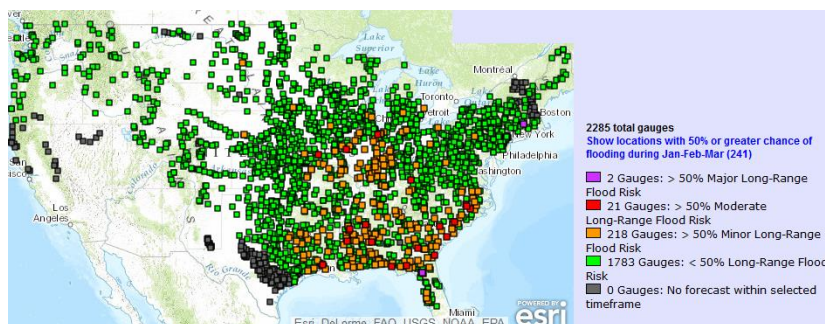 Lake
Superior
Montréal
Lake
Huron
Toronto
Boston
New York
Philadelphia
Washington
Colorado
Los
Angeles
Rio Grande
Miami
POWERED BY
esri
Esri, DeLorme, FAO, USGS, NOAA, EPA
2285 total gauges
Show locations with 50% or greater chance of
flooding during Jan-Feb-Mar (241)
2 Gauges: > 50% Major Long-Range
Flood Risk
21 Gauges: > 50% Moderate
Long-Range Flood Risk
218 Gauges: > 50% Minor Long-Range
Flood Risk
1783 Gauges: < 50% Long-Range Flood
Risk
0 Gauges: No forecast within selected
timeframe